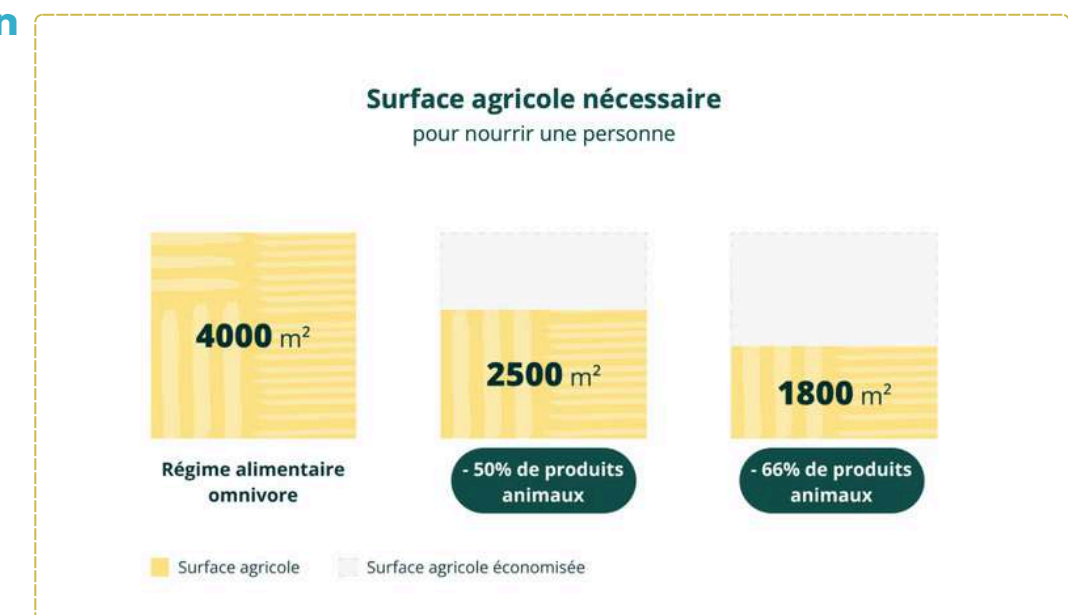 n
Surface agricole nécessaire
pour nourrir une personne
4000 m²
2500 m²
1800 m²
Régime alimentaire
omnivore
- 50% de produits
animaux
- 66% de produits
animaux
Surface agricole
Surface agricole économisée